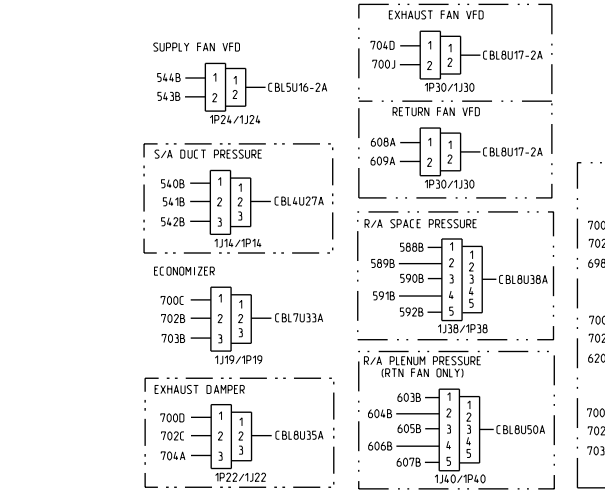 SUPPLY FAN VFD
544B 1 1
543B 2 2
CBL5U16-2A
1P24/1J24
S/A DUCT PRESSURE
540B 1 1
541B 2 2
542B 3 3
CBL4U27A
1J14/1P14
ECONOMIZER
700C 1 1
702B 2 2
703B 3 3
CBL7U33A
1J19/1P19
EXHAUST DAMPER
700D 1 1
702C 2 2
704A 3 3
CBL8U35A
1P22/1J22
EXHAUST FAN VFD
704D 1 1
700J 2 2
CBL8U17-2A
1P30/1J30
RETURN FAN VFD
608A 1 1
609A 2 2
CBL8U17-2A
1P30/1J30
R/A SPACE PRESSURE
588B 1 1
589B 2 2
590B 3 3
591B 4 4
592B 5 5
CBL8U38A
1J38/1P38
R/A PLENUM PRESSURE
(RTN FAN ONLY)
603B 1 1
604B 2 2
605B 3 3
606B 4 4
607B 5 5
CBL8U50A
1J40/1P40
700
702
698
700
702
620
700
702
703